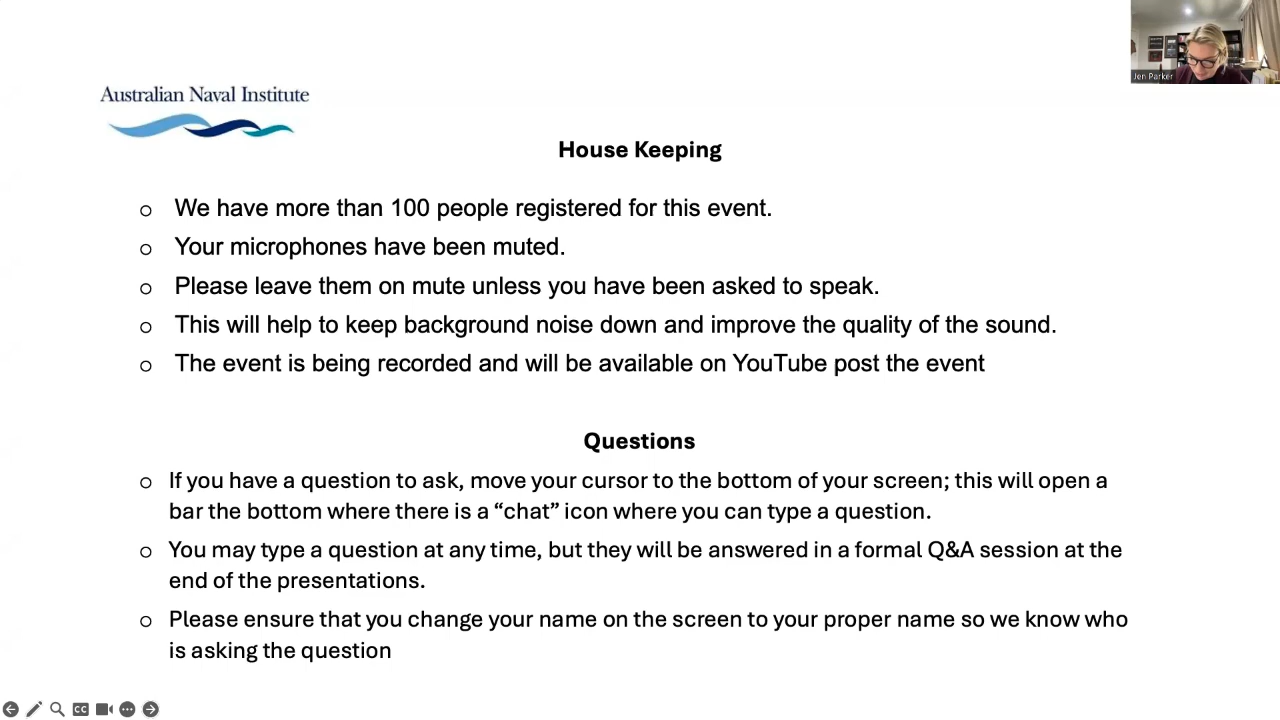 Jen Parker
Australian Naval Institute
House Keeping
o We have more than 100 people registered for this event.
o Your microphones have been muted.
o Please leave them on mute unless you have been asked to speak.
o This will help to keep background noise down and improve the quality of the sound.
o The event is being recorded and will be available on YouTube post the event
Questions
o If you have a question to ask, move your cursor to the bottom of your screen; this will open a
bar the bottom where there is a “chat” icon where you can type a question.
o You may type a question at any time, but they will be answered in a formal Q&A session at the
end of the presentations.
o Please ensure that you change your name on the screen to your proper name so we know who
is asking the question
CC